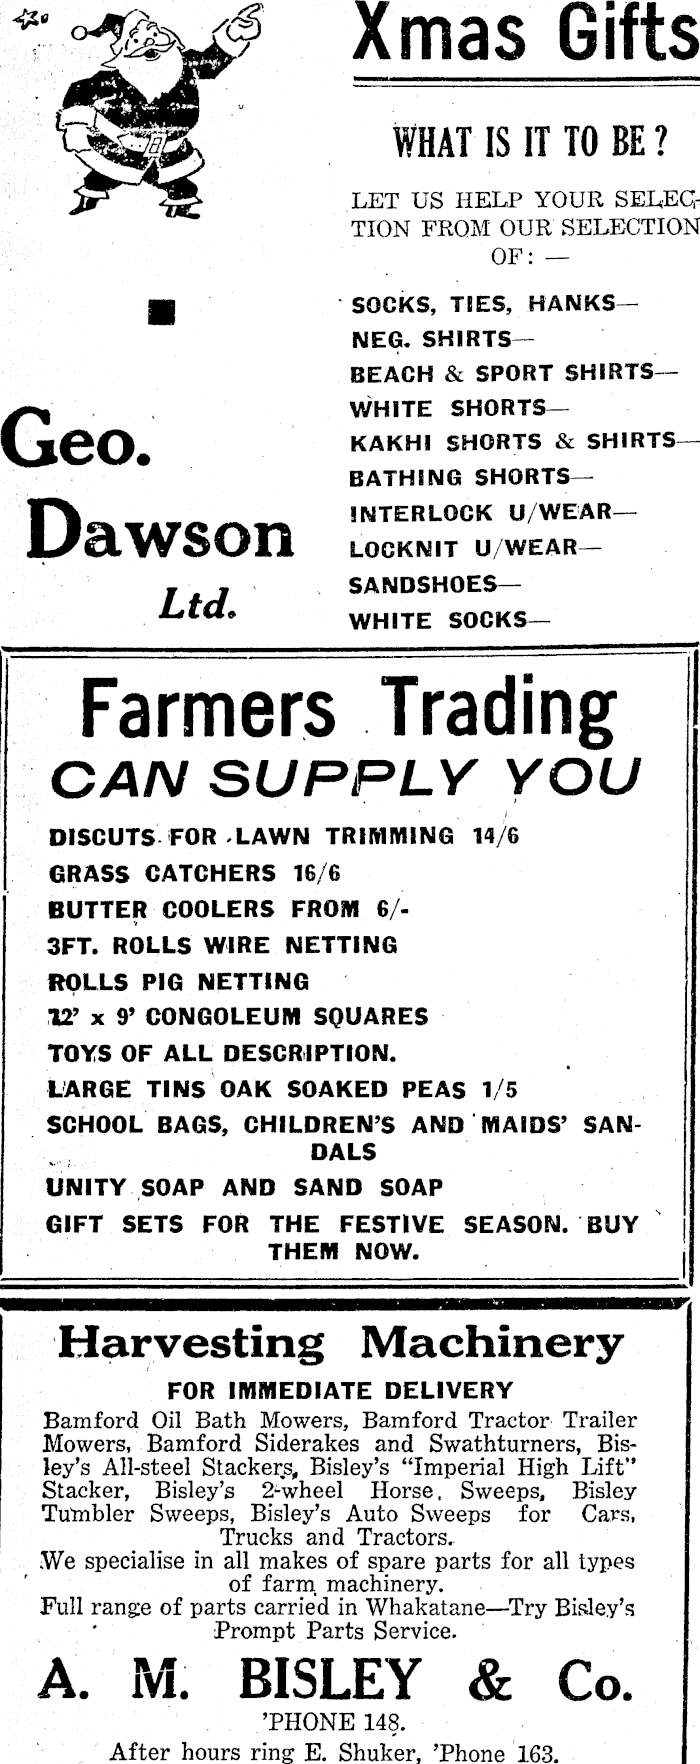 Xmas Gifts
WHAT IS IT TO BE?
LET US HELP YOUR SELEC-
TION FROM OUR SELECTION
OF: —
SOCKS, TIES, HANKS—
NEG. SHIRTS—
BEACH & SPORT SHIRTS—
WHITE SHORTS—
KAKHI SHORTS & SHIRTS—
BATHING SHORTS—
INTERLOCK U/WEAR—
LOCKNIT U/WEAR—
SANDSHOES—
WHITE SOCKS—
Geo.
Dawson
Ltd.
Farmers Trading
CAN SUPPLY YOU
DISCUTS FOR LAWN TRIMMING 14/6
GRASS CATCHERS 16/6
BUTTER COOLERS FROM 6/-
3FT. ROLLS WIRE NETTING
ROLLS PIG NETTING
12' x 9' CONGOLEUM SQUARES
TOYS OF ALL DESCRIPTION.
LARGE TINS OAK SOAKED PEAS 1/5
SCHOOL BAGS, CHILDREN'S AND MAIDS' SAN-
DALS
UNITY SOAP AND SAND SOAP
GIFT SETS FOR THE FESTIVE SEASON. BUY
THEM NOW.
Harvesting Machinery
FOR IMMEDIATE DELIVERY
Bamford Oil Bath Mowers, Bamford Tractor Trailer
Mowers, Bamford Siderakes and Swathturners, Bis-
ley's All-steel Stackers, Bisley's "Imperial High Lift"
Stacker, Bisley's 2-wheel Horse Sweeps, Bisley
Tumbler Sweeps, Bisley's Auto Sweeps for Cars,
Trucks and Tractors.
We specialise in all makes of spare parts for all types
of farm machinery.
Full range of parts carried in Whakatane—Try Bisley's
Prompt Parts Service.
A. M. BISLEY & Co.
'PHONE 148.
After hours ring E. Shuker, 'Phone 163.